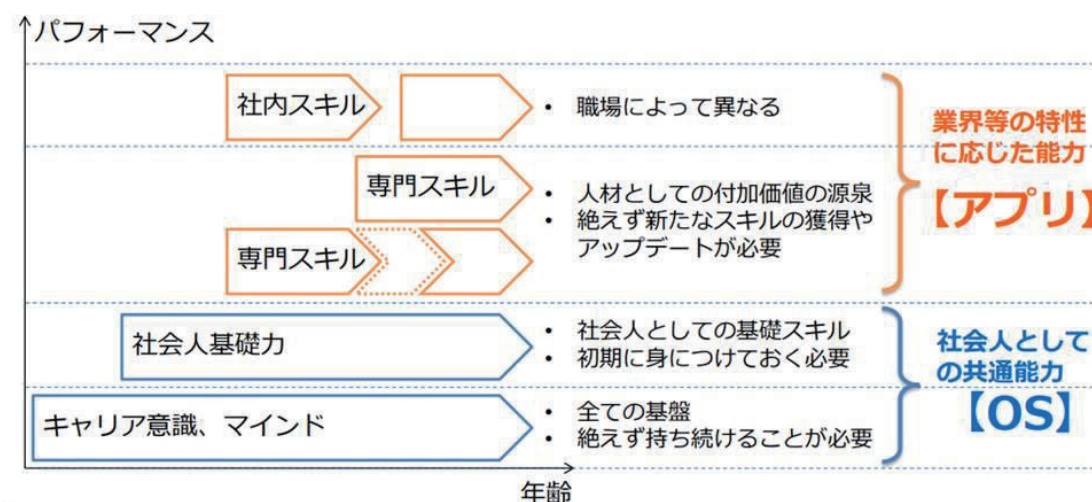 パフォーマンス
社内スキル
• 職場によって異なる
専門スキル
専門スキル
• 人材としての付加価値の源泉
• 絶えず新たなスキルの獲得や
アップデートが必要
業界等の特性
に応じた能力
【アプリ】
社会人基礎力
• 社会人としての基礎スキル
• 初期に身につけておく必要
キャリア意識、マインド
• 全ての基盤
• 絶えず持ち続けることが必要
社会人として
の共通能力
【OS】
年齢